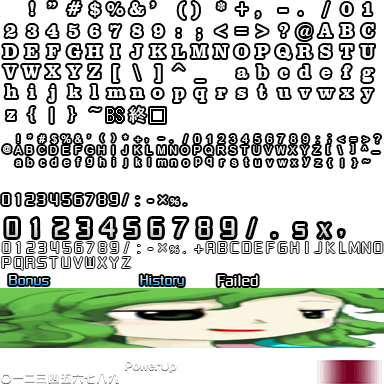 ! " # $ % & ' ( ) * + , - . / 0 1
2 3 4 5 6 7 8 9 : ; < = > ? @ A B C
D E F G H I J K L M N O P Q R S T U
V W X Y Z [ \ ] ^ _ a b c d e f g
h i j k l m n o p q r s t u v w x y
z { | } ~ BS 終 □
! " # $ % & ' ( ) * + , - . / 0 1 2 3 4 5 6 7 8 9 : ; < = > ?
@ A B C D E F G H I J K L M N O P Q R S T U V W X Y Z [ \ ] ^ _
a b c d e f g h i j k l m n o p q r s t u v w x y z { | } ~
0123456789/:-×%.
0123456789/.sx,
0123456789/:-×%.+ABCDEFGHIJKLMNO
PQRSTUVWXYZ
Bonus History Failed
PowerUp
〇一二三四五六七八九